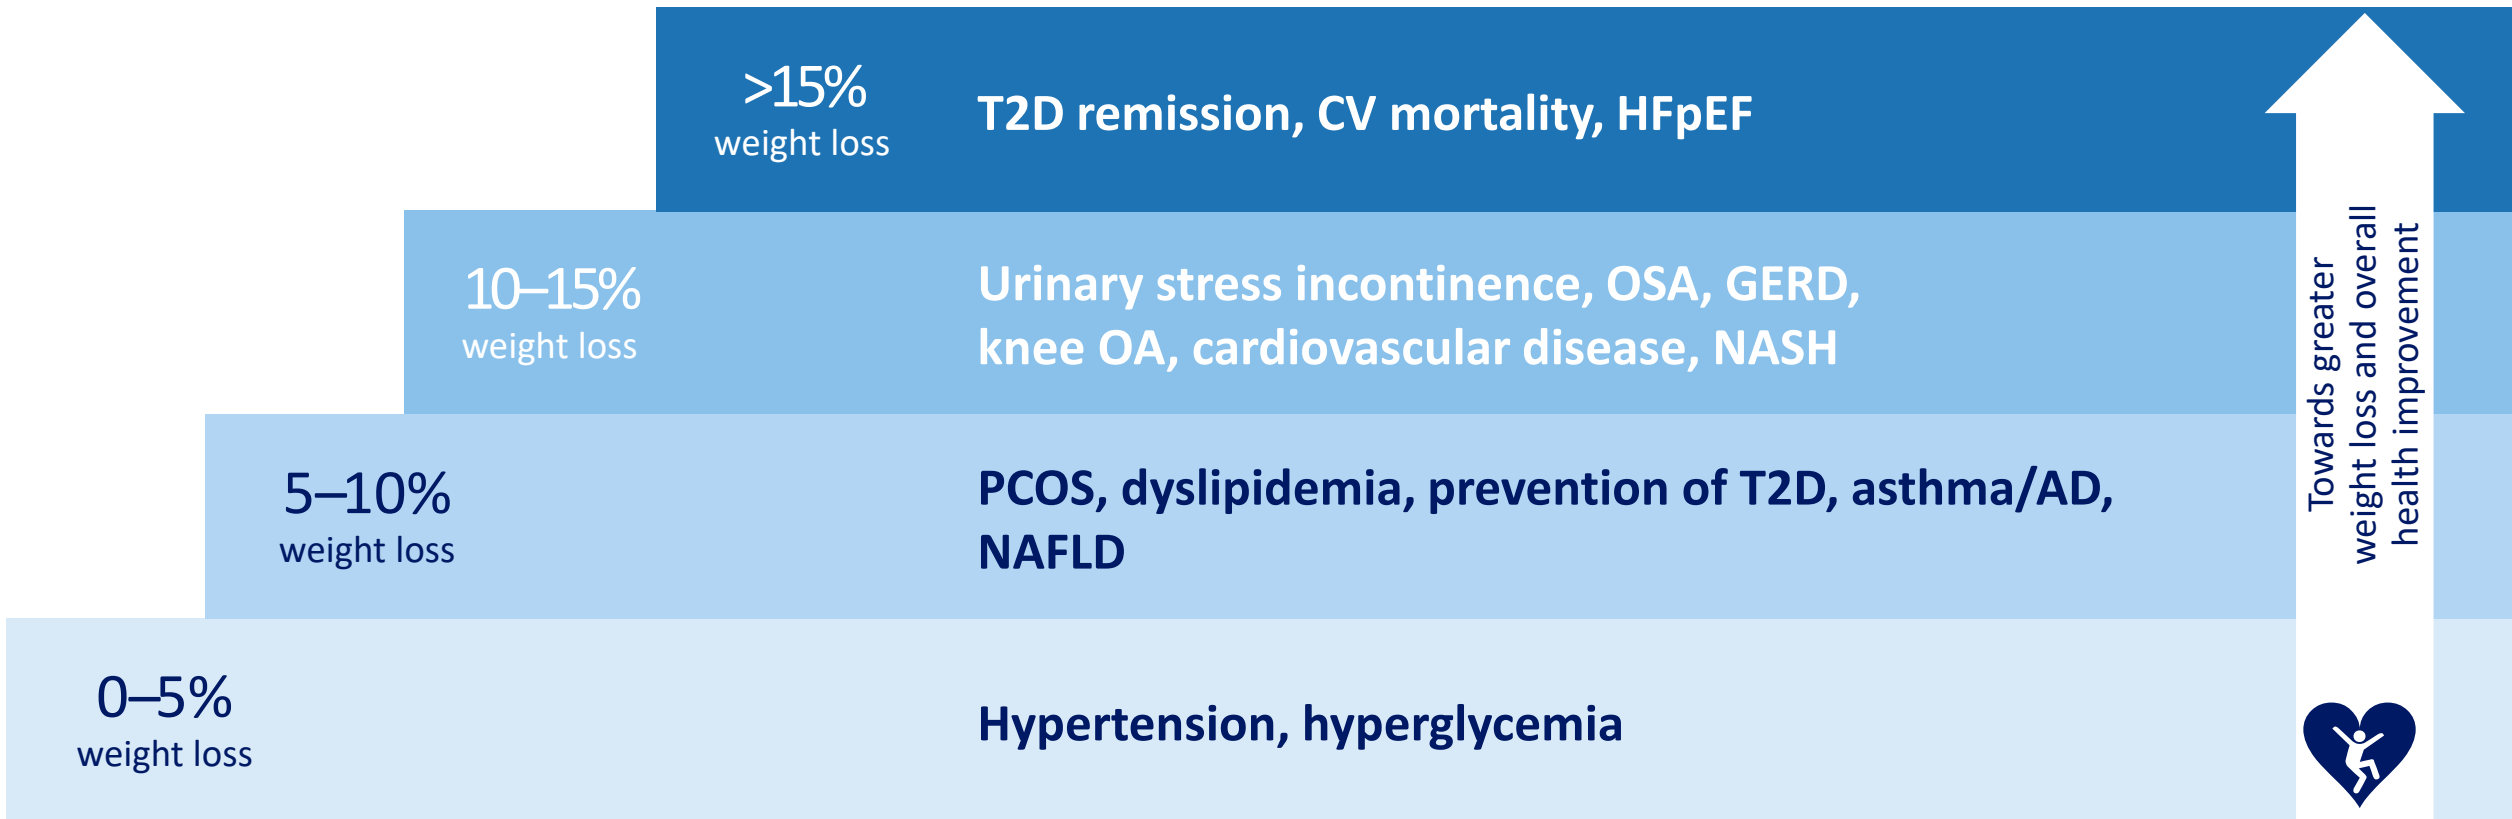 >15%
weight loss
T2D remission, CV mortality, HFpEF
10–15%
weight loss
Urinary stress incontinence, OSA, GERD,
knee OA, cardiovascular disease, NASH
5–10%
weight loss
PCOS, dyslipidemia, prevention of T2D, asthma/AD,
NAFLD
0–5%
weight loss
Hypertension, hyperglycemia
Towards greater
weight loss and overall
health improvement